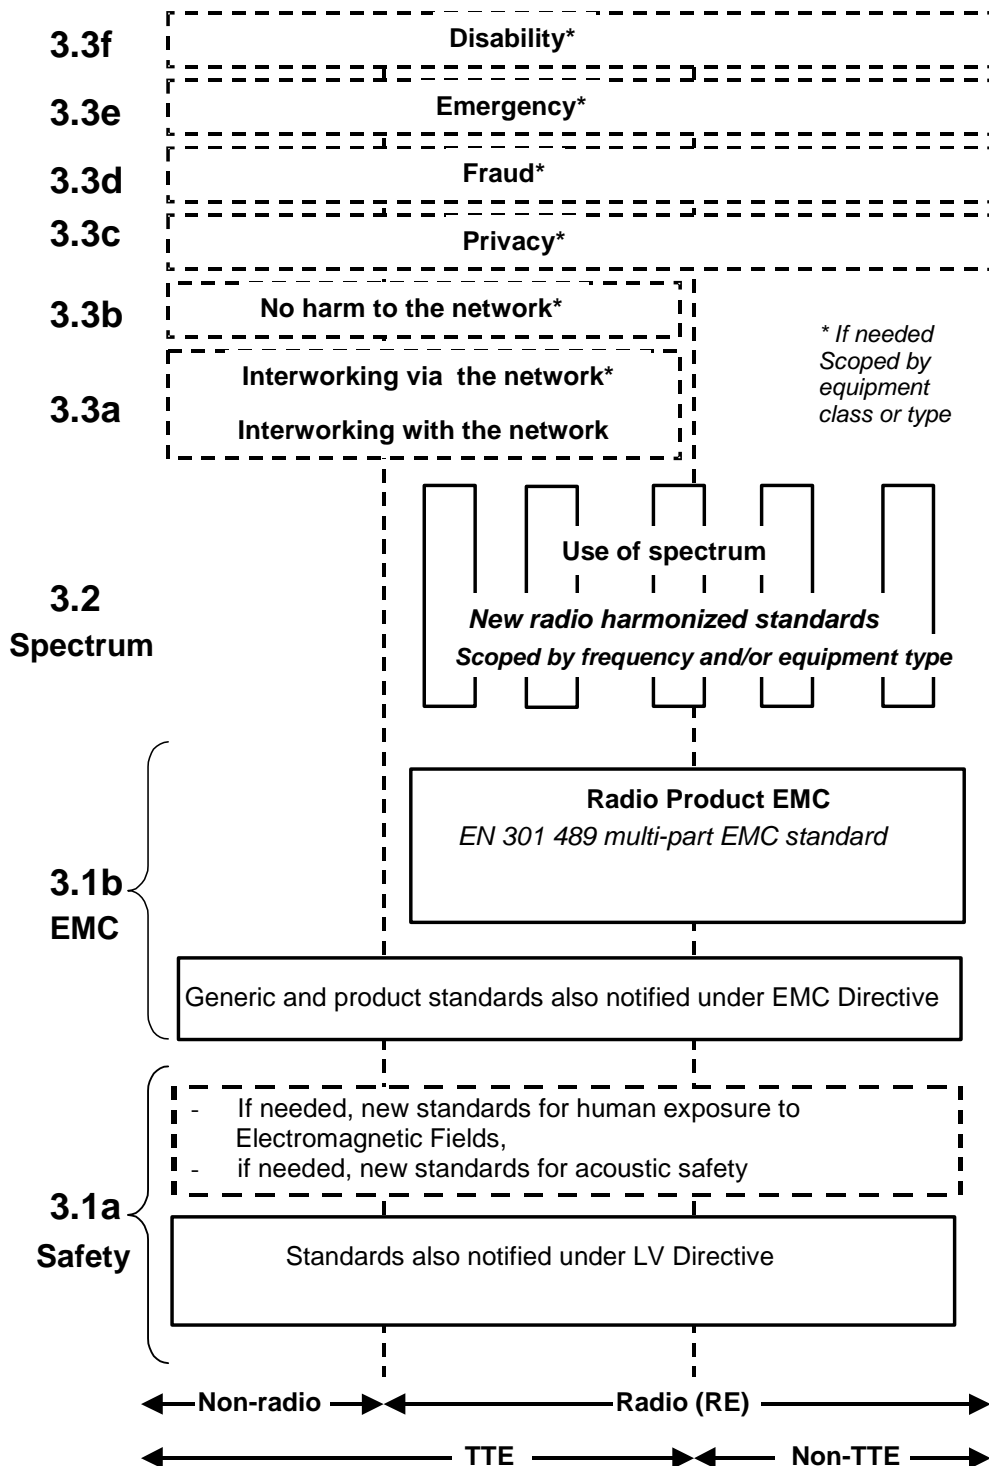 3.3f
Disability*
3.3e
Emergency*
3.3d
Fraud*
3.3c
Privacy*
3.3b
No harm to the network*
3.3a
Interworking via the network*
Interworking with the network
* If needed
Scoped by
equipment
class or type
3.2
Spectrum
Use of spectrum
New radio harmonized standards
Scoped by frequency and/or equipment type
3.1b
EMC
Radio Product EMC
EN 301 489 multi-part EMC standard
Generic and product standards also notified under EMC Directive
3.1a
Safety
- If needed, new standards for human exposure to
Electromagnetic Fields,
- if needed, new standards for acoustic safety
Standards also notified under LV Directive
Non-radio
Radio (RE)
TTE
Non-TTE